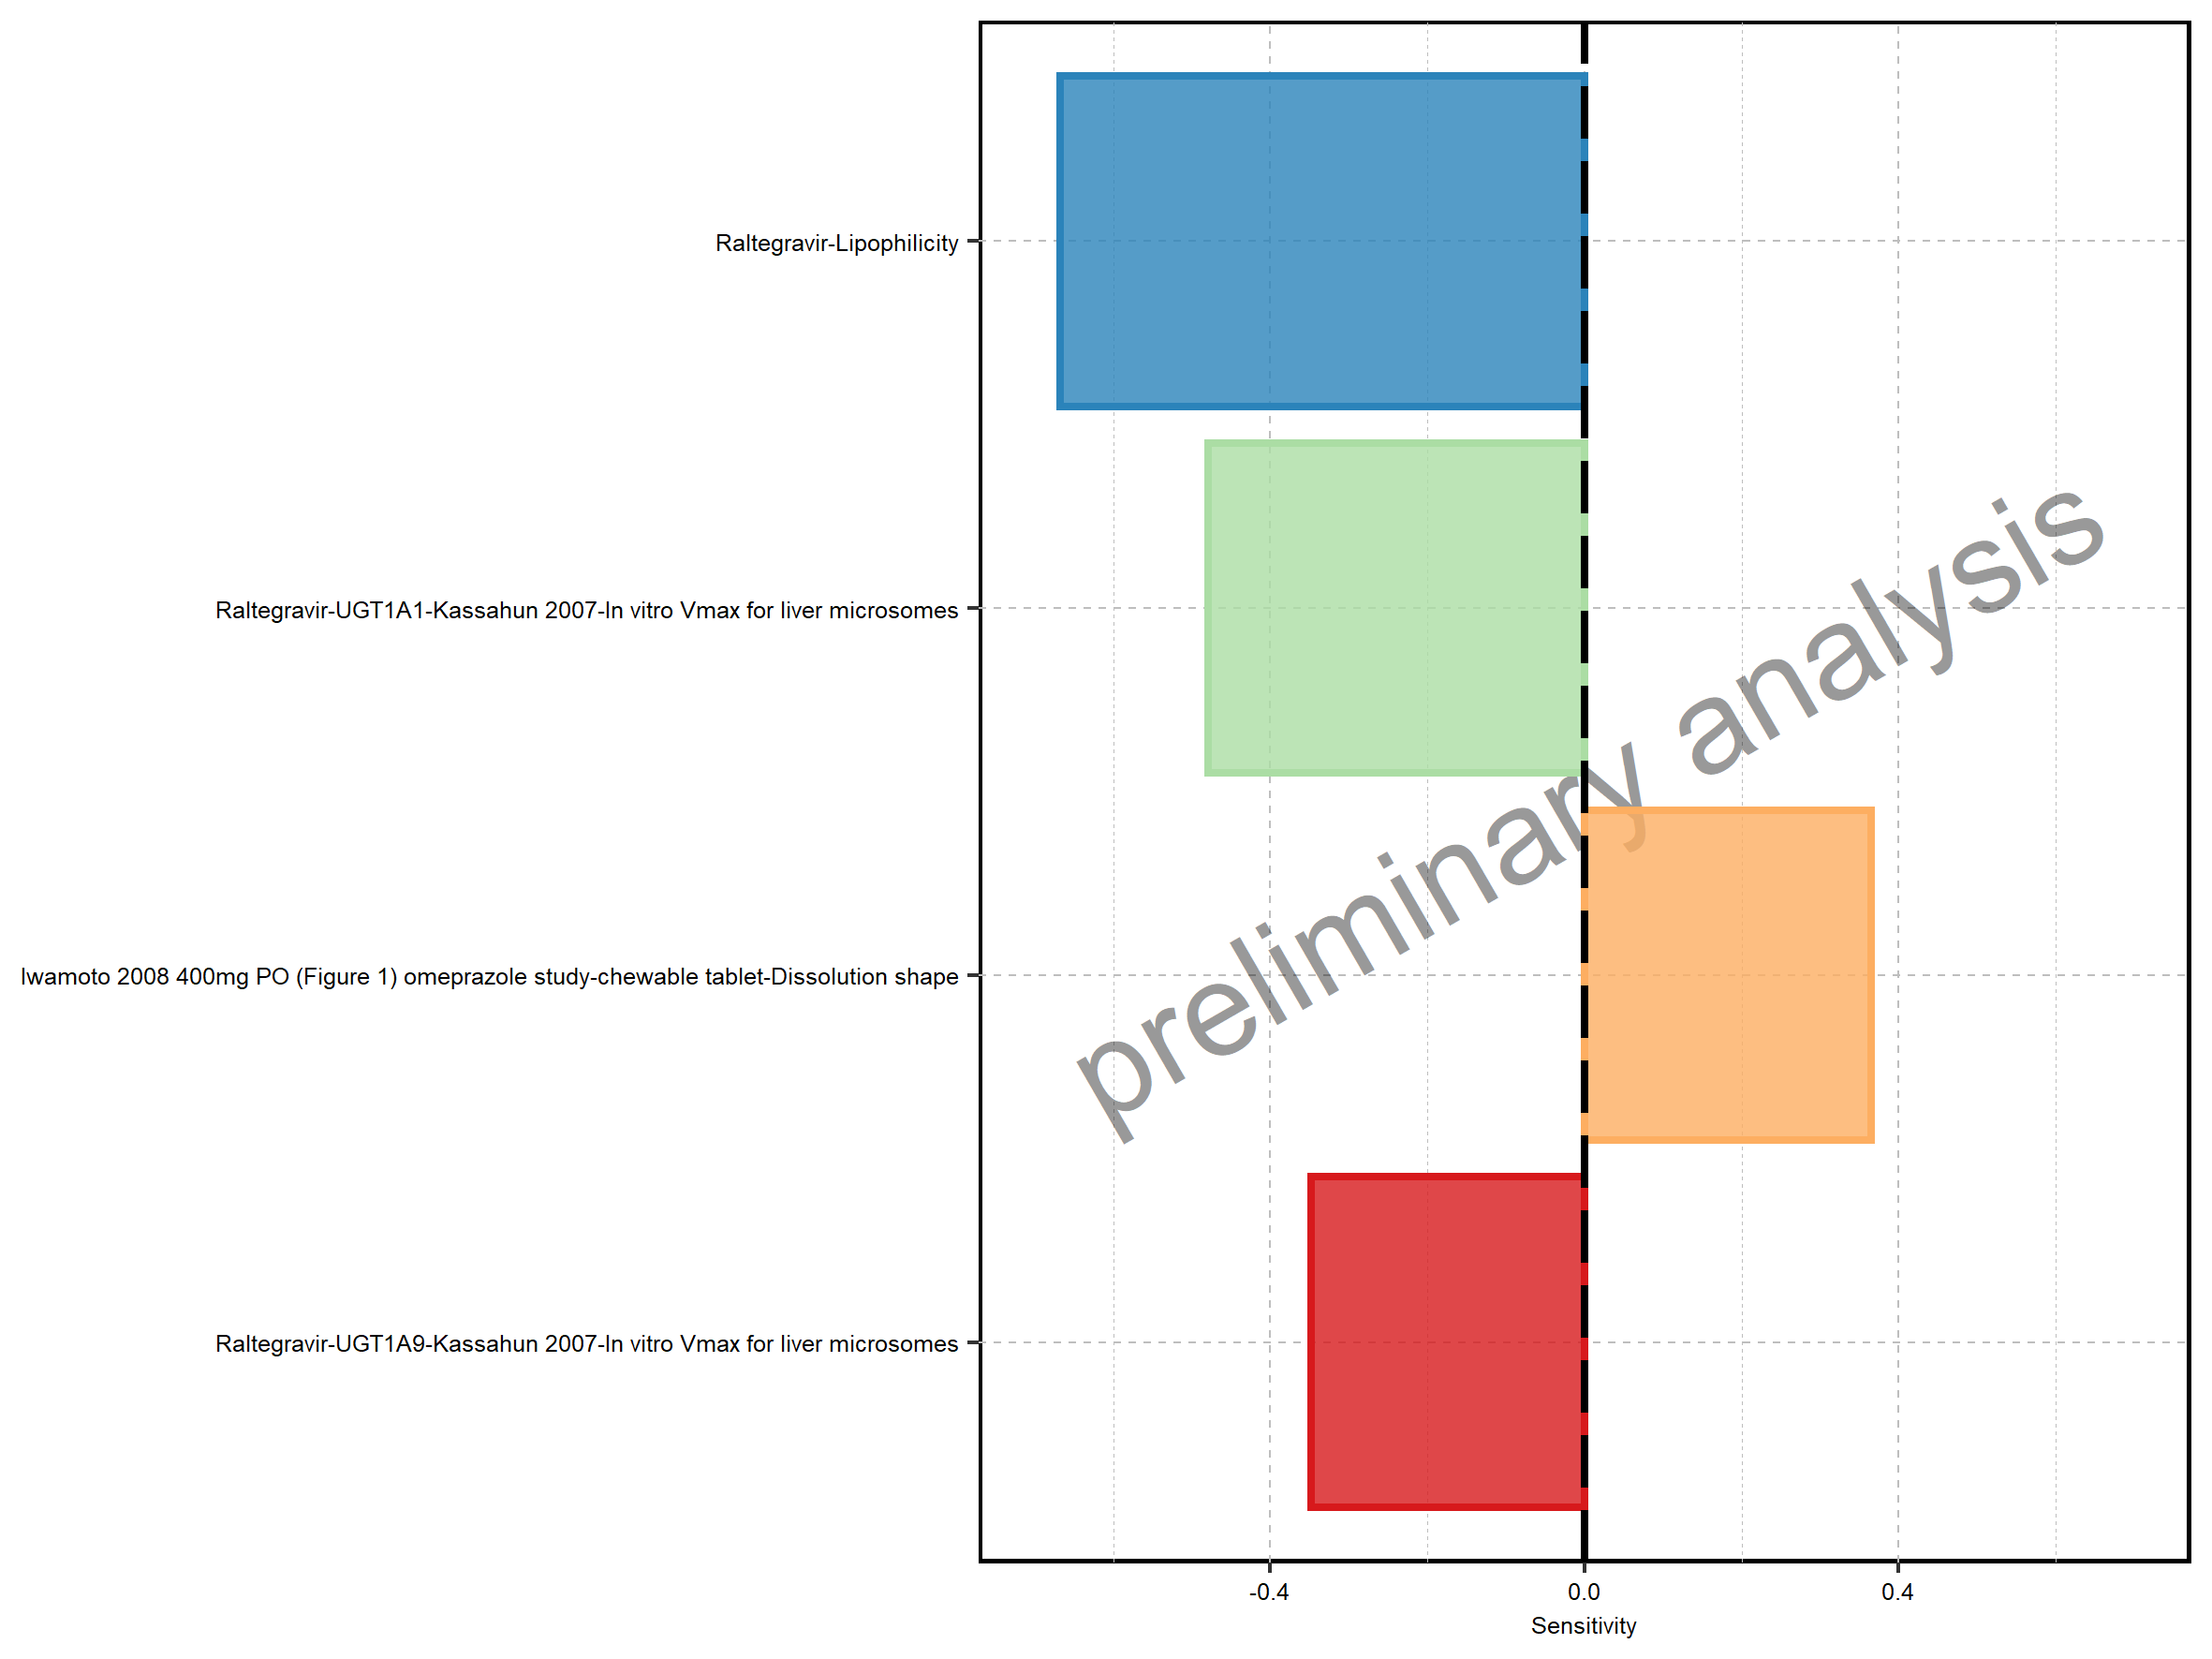 Raltegravir-Lipophilicity
Raltegravir-UGT1A1-Kassahun 2007-In vitro Vmax for liver microsomes
Iwamoto 2008 400mg PO (Figure 1) omeprazole study-chewable tablet-Dissolution shape
Raltegravir-UGT1A9-Kassahun 2007-In vitro Vmax for liver microsomes
preliminary analysis
-0.4 0.0 0.4
Sensitivity